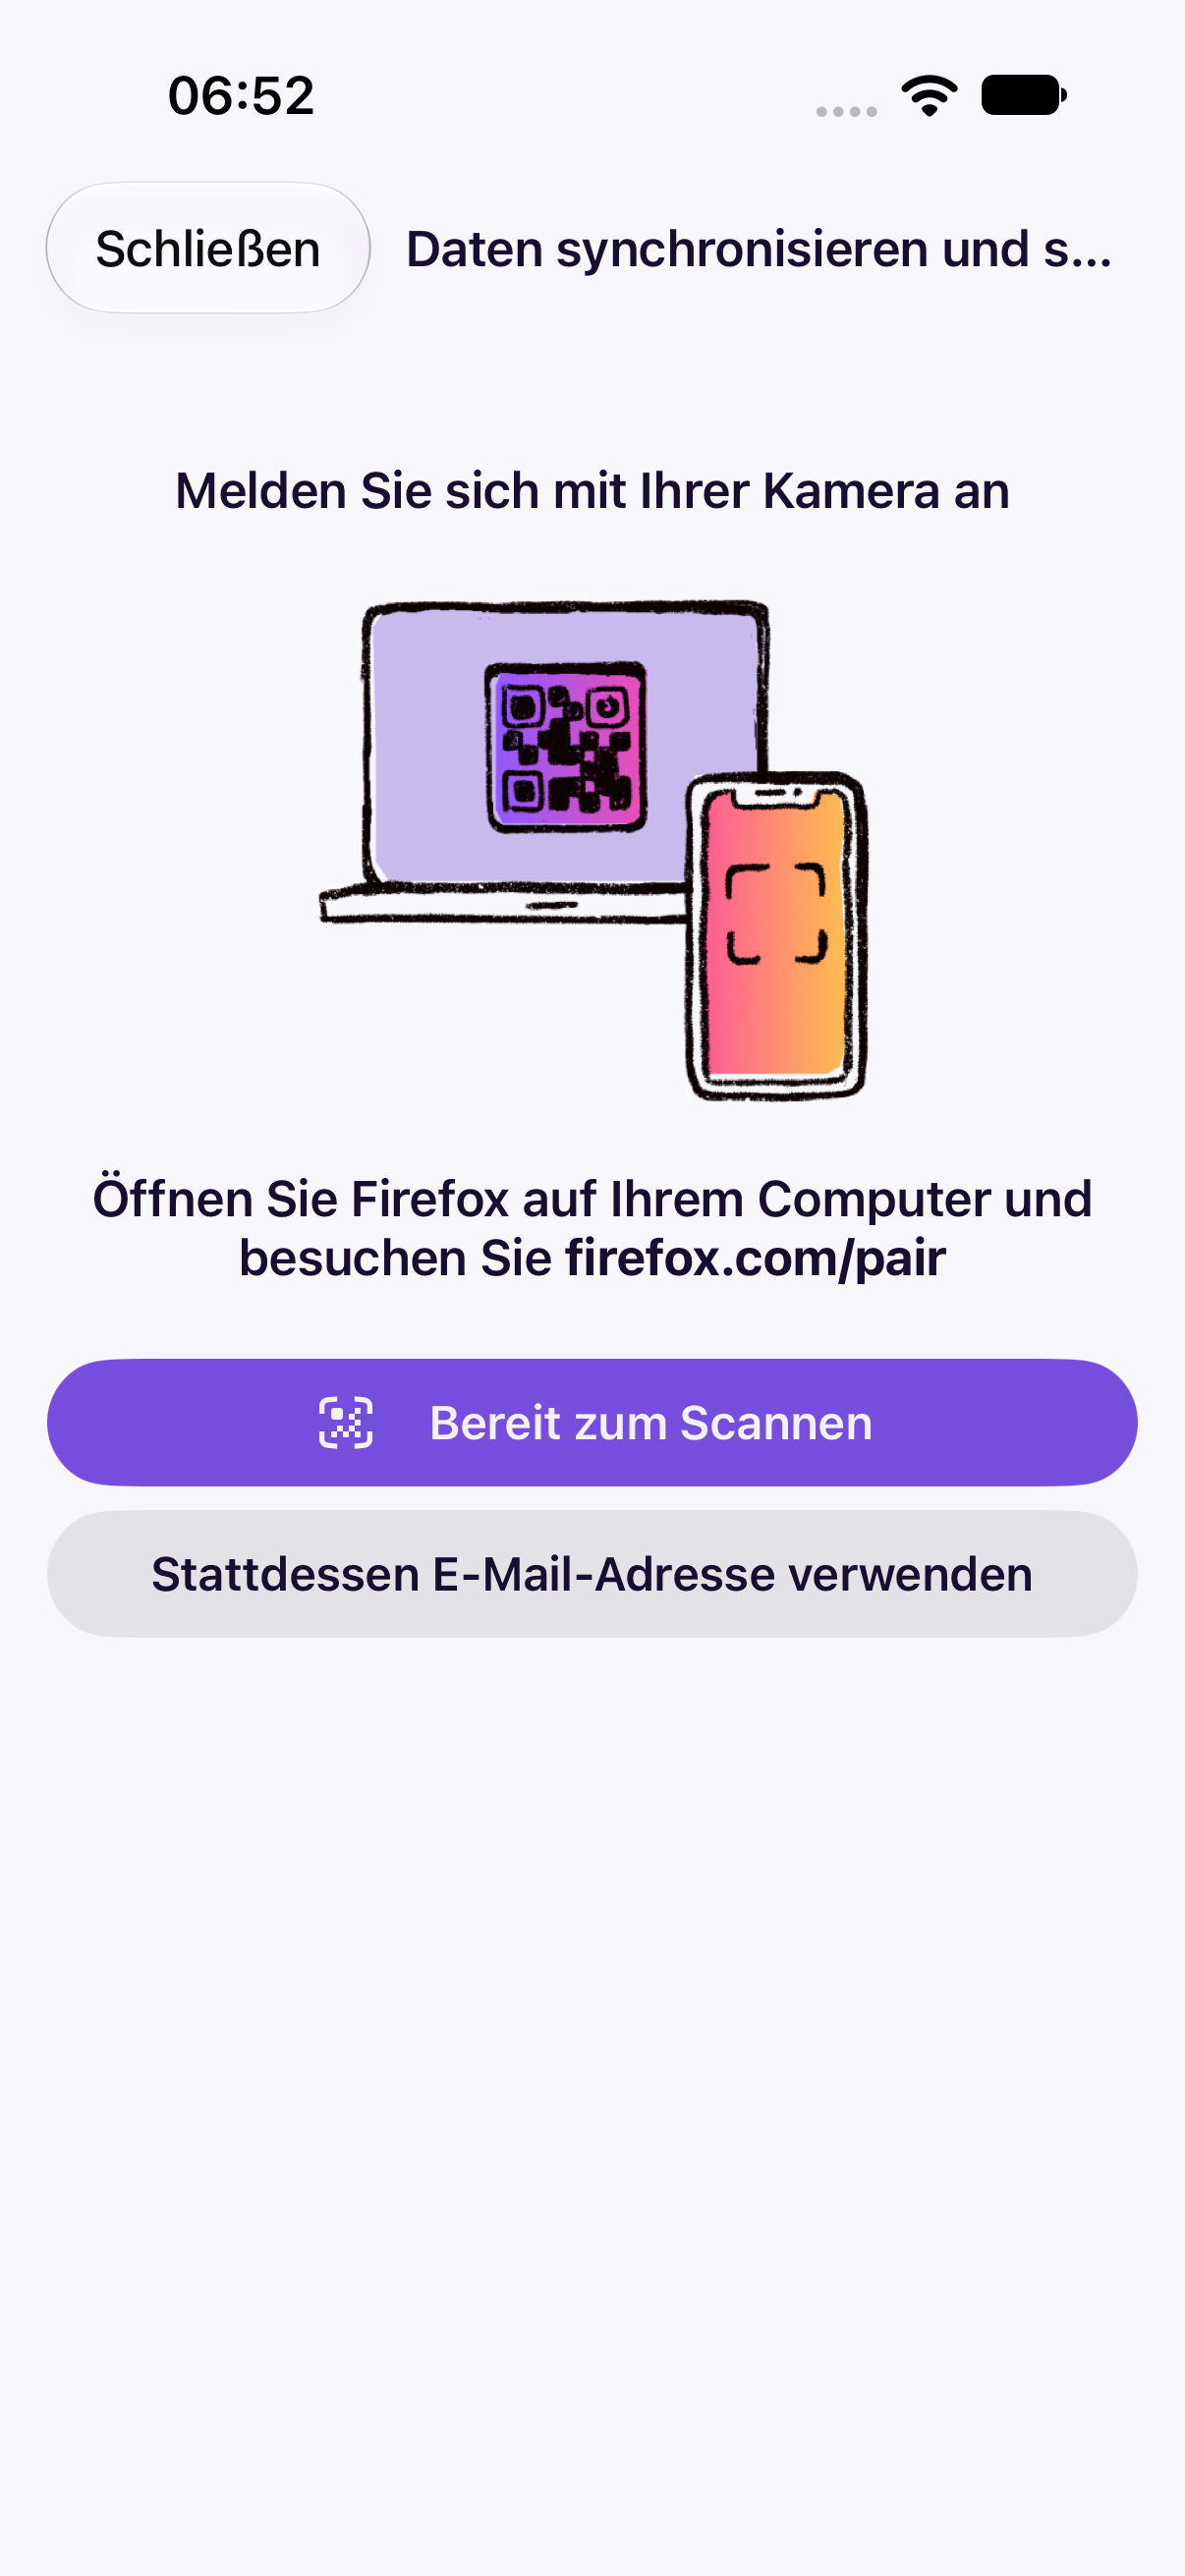 06:52
Schließen
Daten synchronisieren und s...
Melden Sie sich mit Ihrer Kamera an
Öffnen Sie Firefox auf Ihrem Computer und
besuchen Sie firefox.com/pair
Bereit zum Scannen
Stattdessen E-Mail-Adresse verwenden